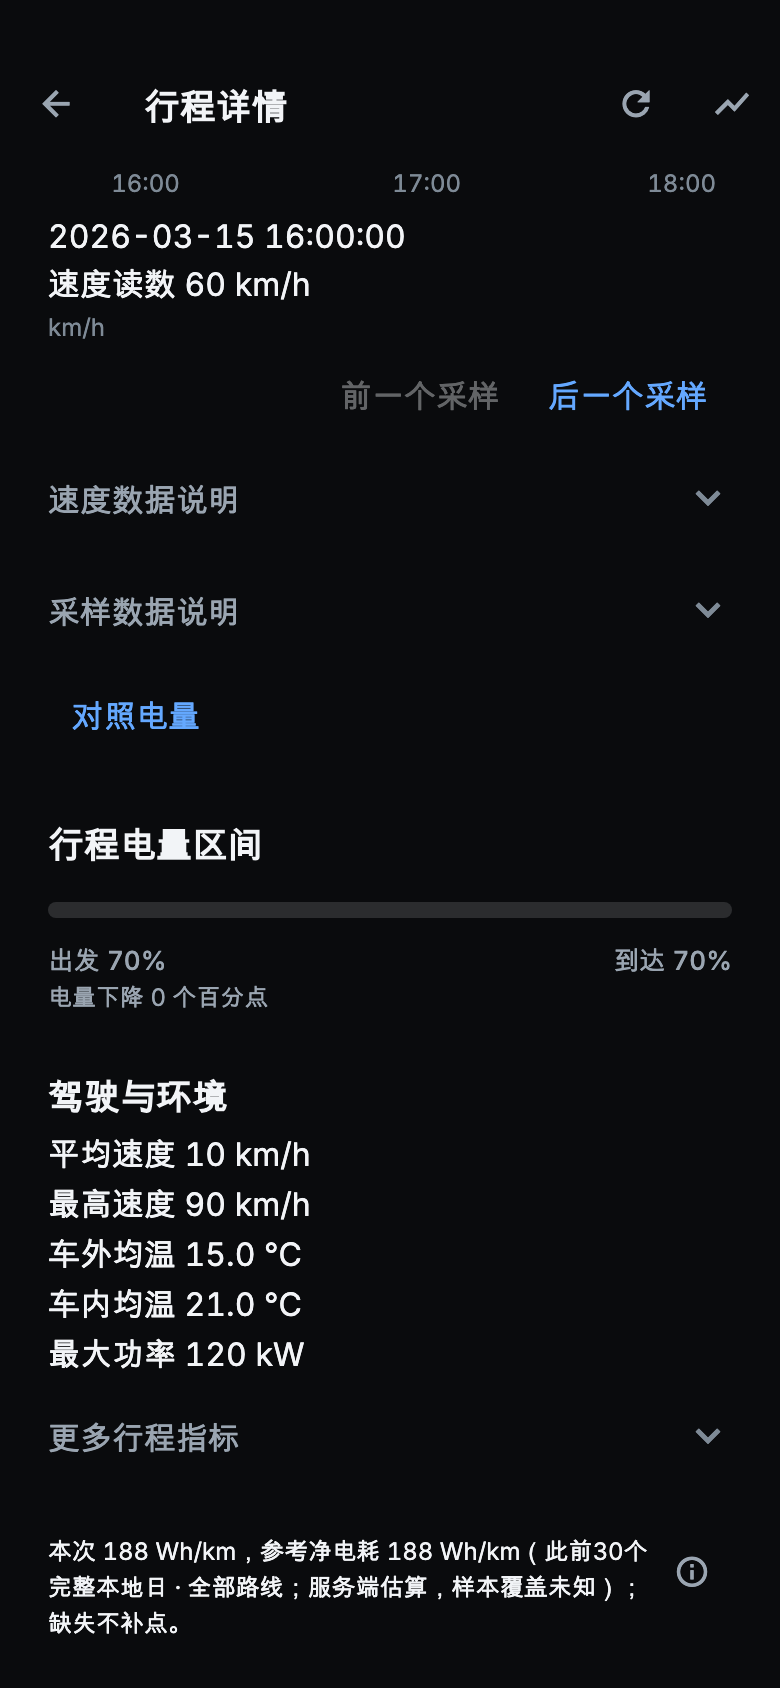 行程详情
16:00 17:00 18:00
2026-03-15 16:00:00
速度读数 60 km/h
km/h
前一个采样 后一个采样
速度数据说明
采样数据说明
对照电量
行程电量区间
出发 70% 到达 70%
电量下降 0 个百分点
驾驶与环境
平均速度 10 km/h
最高速度 90 km/h
车外均温 15.0 °C
车内均温 21.0 °C
最大功率 120 kW
更多行程指标
本次 188 Wh/km，参考净电耗 188 Wh/km（此前30个
完整本地日 · 全部路线；服务端估算，样本覆盖未知）；
缺失不补点。